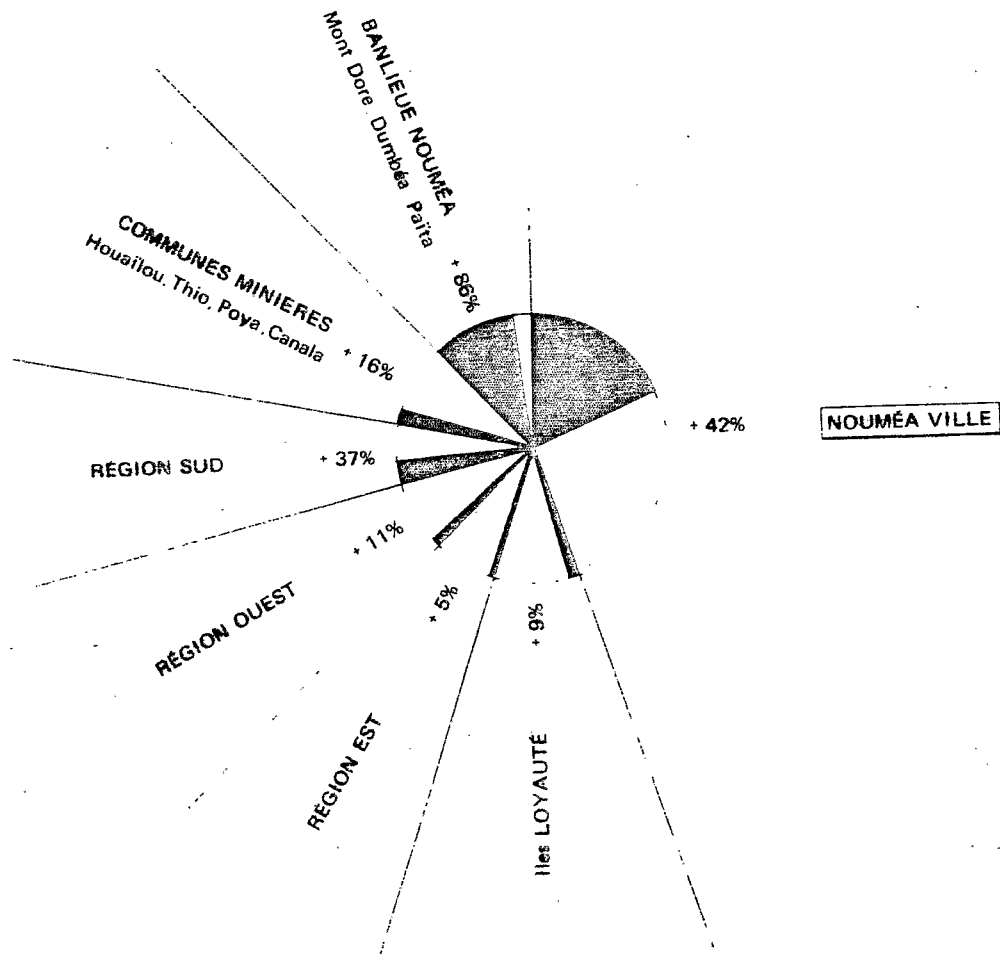 BANLIEUE NOUMÉA
Mont Dore. Dumbéa Païta
+ 86%
COMMUNES MINIERES
Houaïlou. Thio. Poya. Canala
+ 16%
+ 42%
NOUMÉA VILLE
RÉGION SUD
+ 37%
+ 11%
RÉGION OUEST
+ 5%
RÉGION EST
+ 9%
Iles LOYAUTÉ